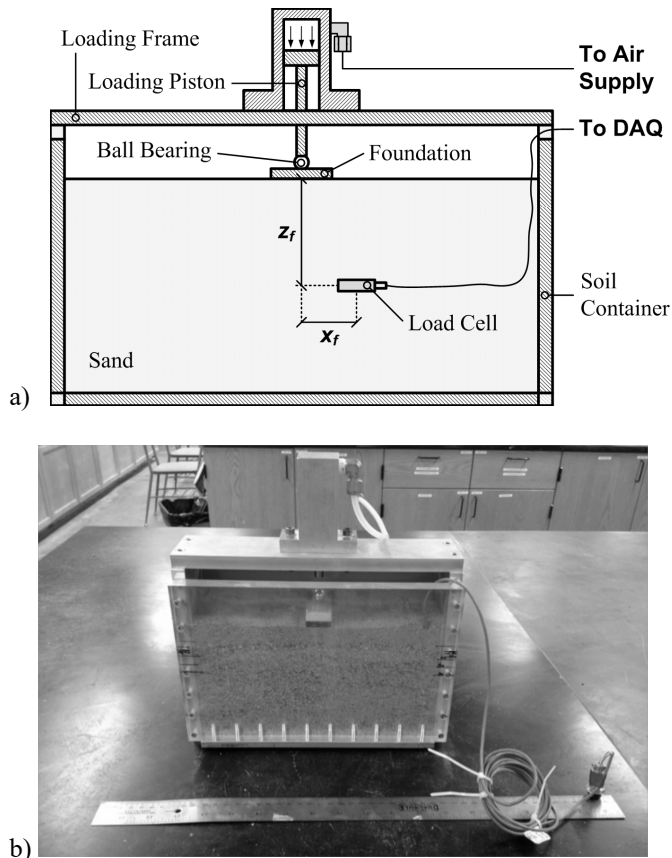 Loading Frame
Loading Piston
To Air
Supply
To DAQ
Ball Bearing
Foundation
z_f
Soil
Container
Load Cell
x_f
Sand
a)
b)